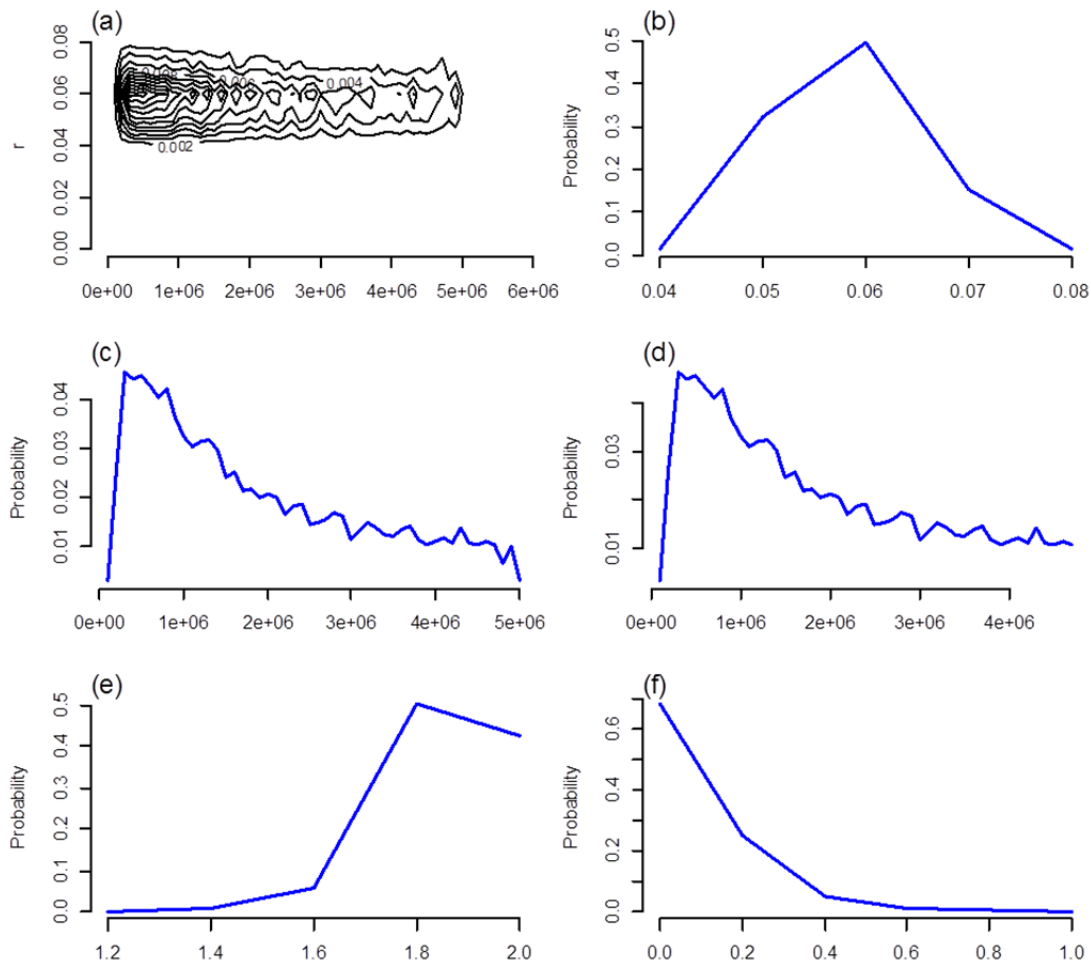 (a)
r
0.00 0.02 0.04 0.06 0.08
0.006 0.004
0.002
0e+00 1e+06 2e+06 3e+06 4e+06 5e+06 6e+06
(b)
Probability
0.0 0.1 0.2 0.3 0.4 0.5
0.04 0.05 0.06 0.07 0.08
(c)
Probability
0.01 0.02 0.03 0.04
0e+00 1e+06 2e+06 3e+06 4e+06 5e+06
(d)
Probability
0.01 0.03
0e+00 1e+06 2e+06 3e+06 4e+06
(e)
Probability
0.0 0.1 0.2 0.3 0.4 0.5
1.2 1.4 1.6 1.8 2.0
(f)
Probability
0.0 0.2 0.4 0.6
0.0 0.2 0.4 0.6 0.8 1.0